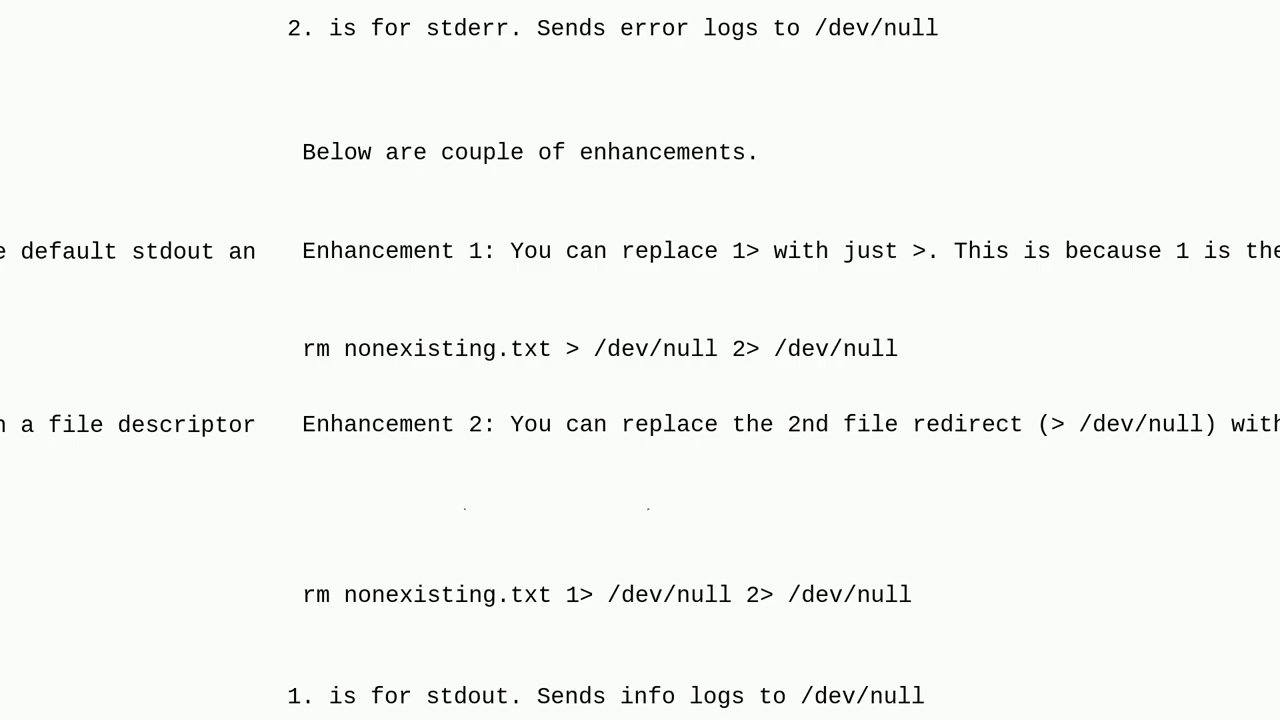 2. is for stderr. Sends error logs to /dev/null
Below are couple of enhancements.
e default stdout an Enhancement 1: You can replace 1> with just >. This is because 1 is the
rm nonexisting.txt > /dev/null 2> /dev/null
n a file descriptor Enhancement 2: You can replace the 2nd file redirect (> /dev/null) with
rm nonexisting.txt 1> /dev/null 2> /dev/null
1. is for stdout. Sends info logs to /dev/null